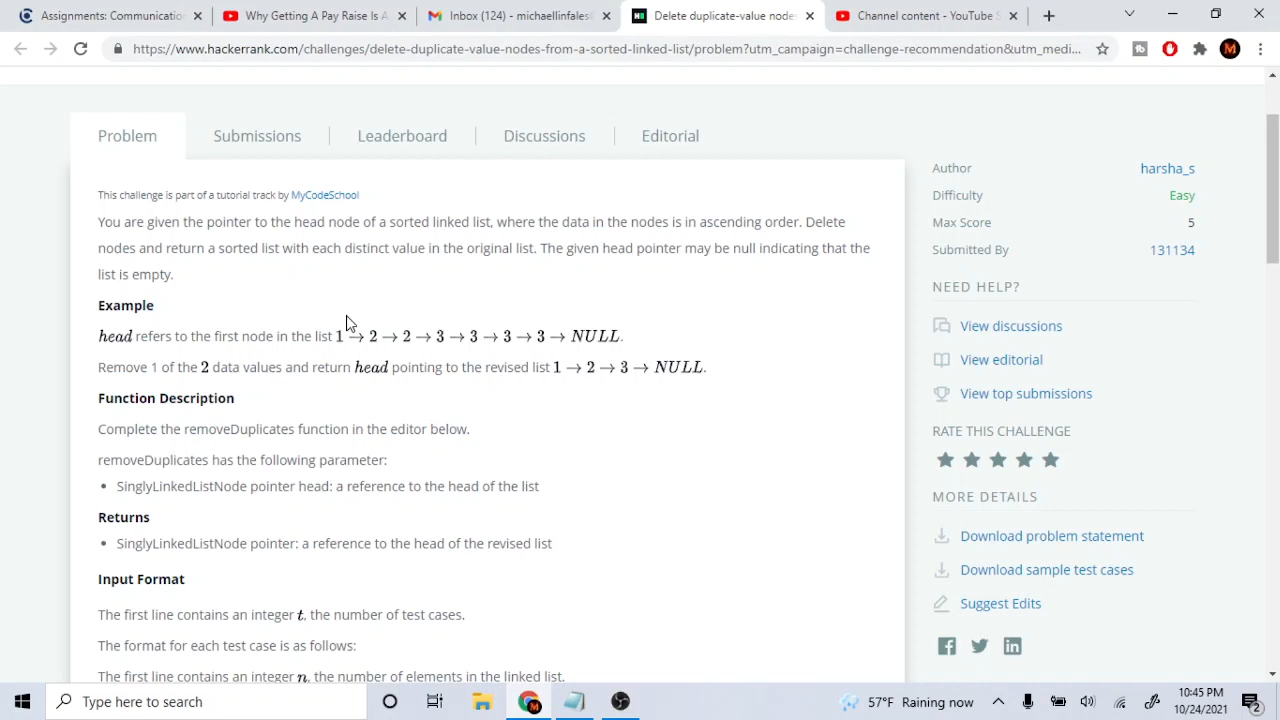 Assignments: Communication
Why Getting A Pay Raise is A
Inbox (124) - michaellinfalest
Delete duplicate-value nodes
Channel content - YouTube S
https://www.hackerrank.com/challenges/delete-duplicate-value-nodes-from-a-sorted-linked-list/problem?utm_campaign=challenge-recommendation&utm_medi...
M
Problem
Submissions
Leaderboard
Discussions
Editorial
This challenge is part of a tutorial track by MyCodeSchool
You are given the pointer to the head node of a sorted linked list, where the data in the nodes is in ascending order. Delete
nodes and return a sorted list with each distinct value in the original list. The given head pointer may be null indicating that the
list is empty.
Example
head refers to the first node in the list 1 → 2 → 2 → 3 → 3 → 3 → 3 → NULL.
Remove 1 of the 2 data values and return head pointing to the revised list 1 → 2 → 3 → NULL.
Function Description
Complete the removeDuplicates function in the editor below.
removeDuplicates has the following parameter:
• SinglyLinkedListNode pointer head: a reference to the head of the list
Returns
• SinglyLinkedListNode pointer: a reference to the head of the revised list
Input Format
The first line contains an integer t, the number of test cases.
The format for each test case is as follows:
The first line contains an integer n, the number of elements in the linked list.
Author harsha_s
Difficulty Easy
Max Score 5
Submitted By 131134
NEED HELP?
View discussions
View editorial
View top submissions
RATE THIS CHALLENGE
MORE DETAILS
Download problem statement
Download sample test cases
Suggest Edits
Type here to search
57°F Raining now
10:45 PM
10/24/2021
2